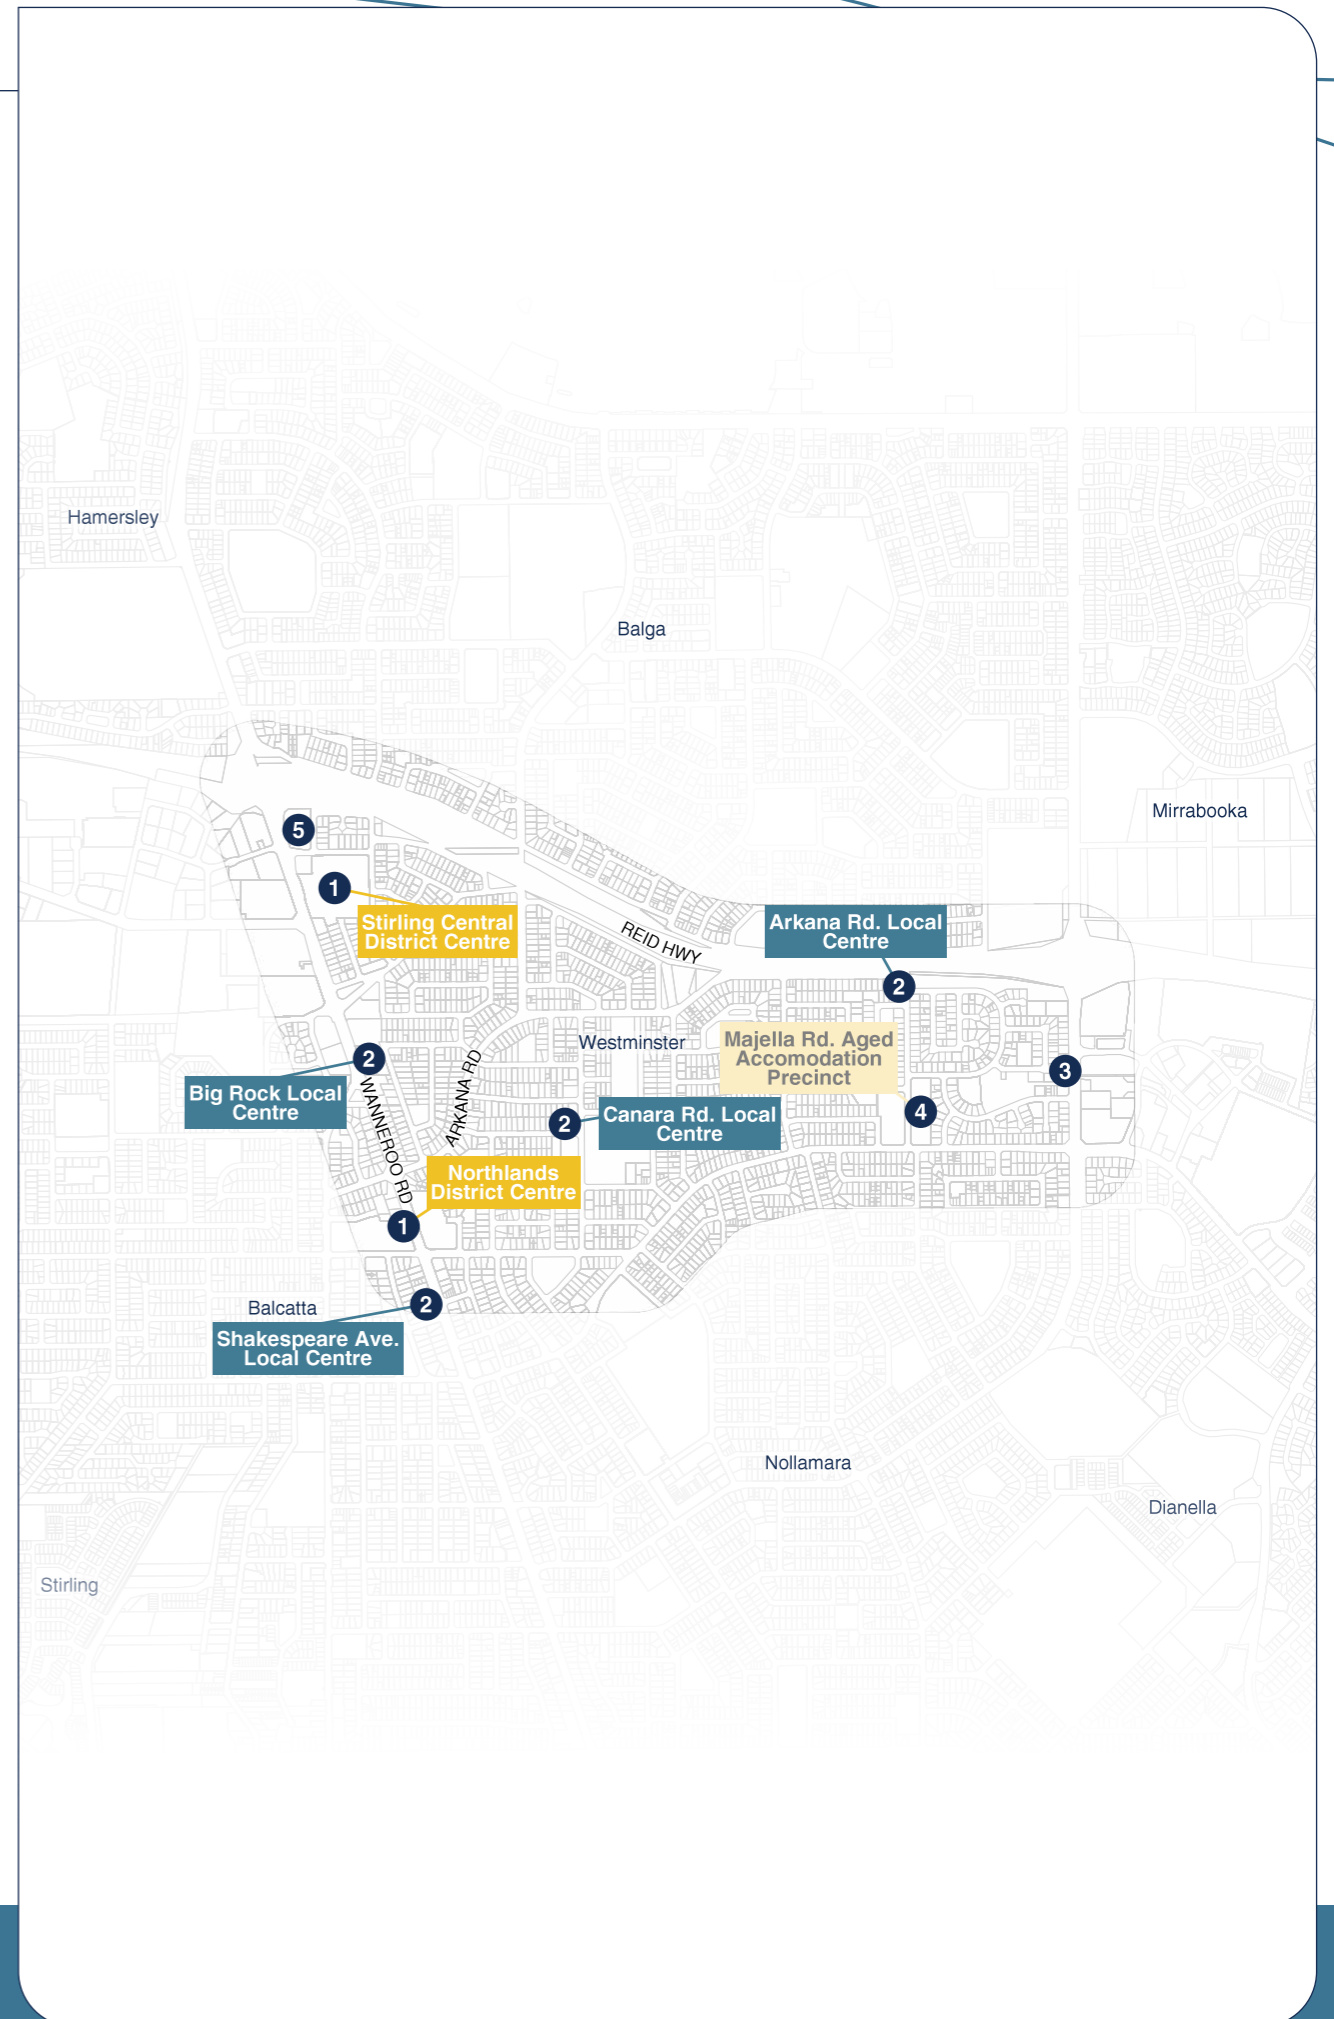 Hamersley
Balga
Mirrabooka
5
1
Stirling Central
District Centre
REID HWY
Arkana Rd. Local
Centre
2
Westminster
Majella Rd. Aged
Accomodation
Precinct
3
4
2
Big Rock Local
Centre
WANNEROO RD
ARKANA RD
2
Canara Rd. Local
Centre
Northlands
District Centre
1
Balcatta
2
Shakespeare Ave.
Local Centre
Nollamara
Dianella
Stirling